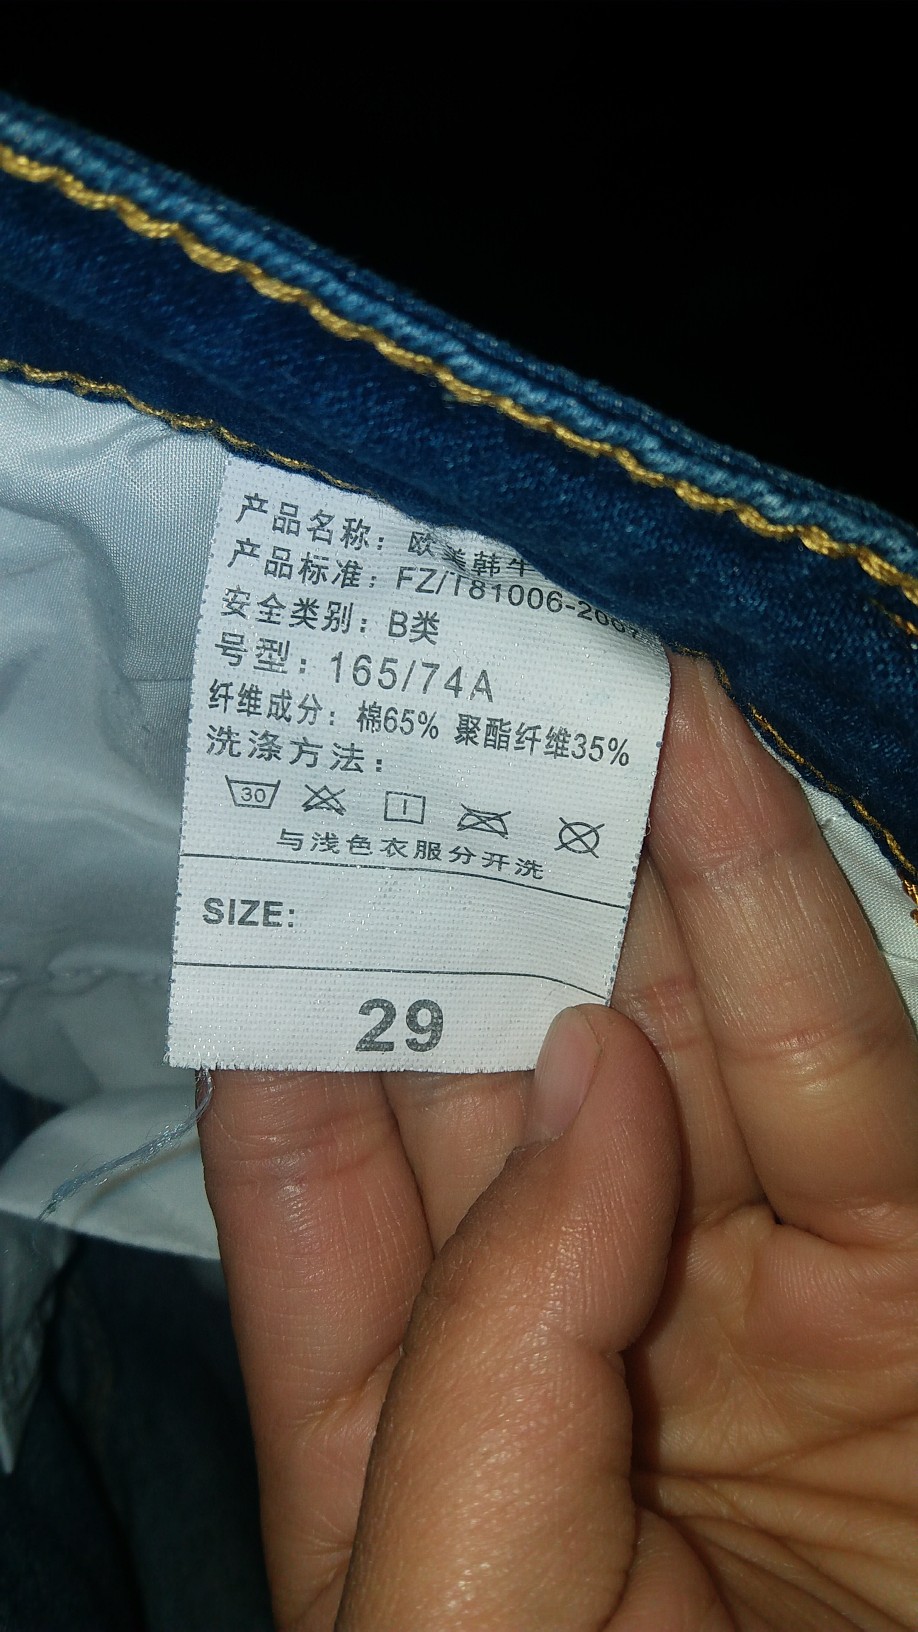 产品名称：欧美韩牛
产品标准：FZ/T81006-2007
安全类别：B类
号型：165/74A
纤维成分：棉65% 聚酯纤维35%
洗涤方法：
30
与浅色衣服分开洗
SIZE:
29